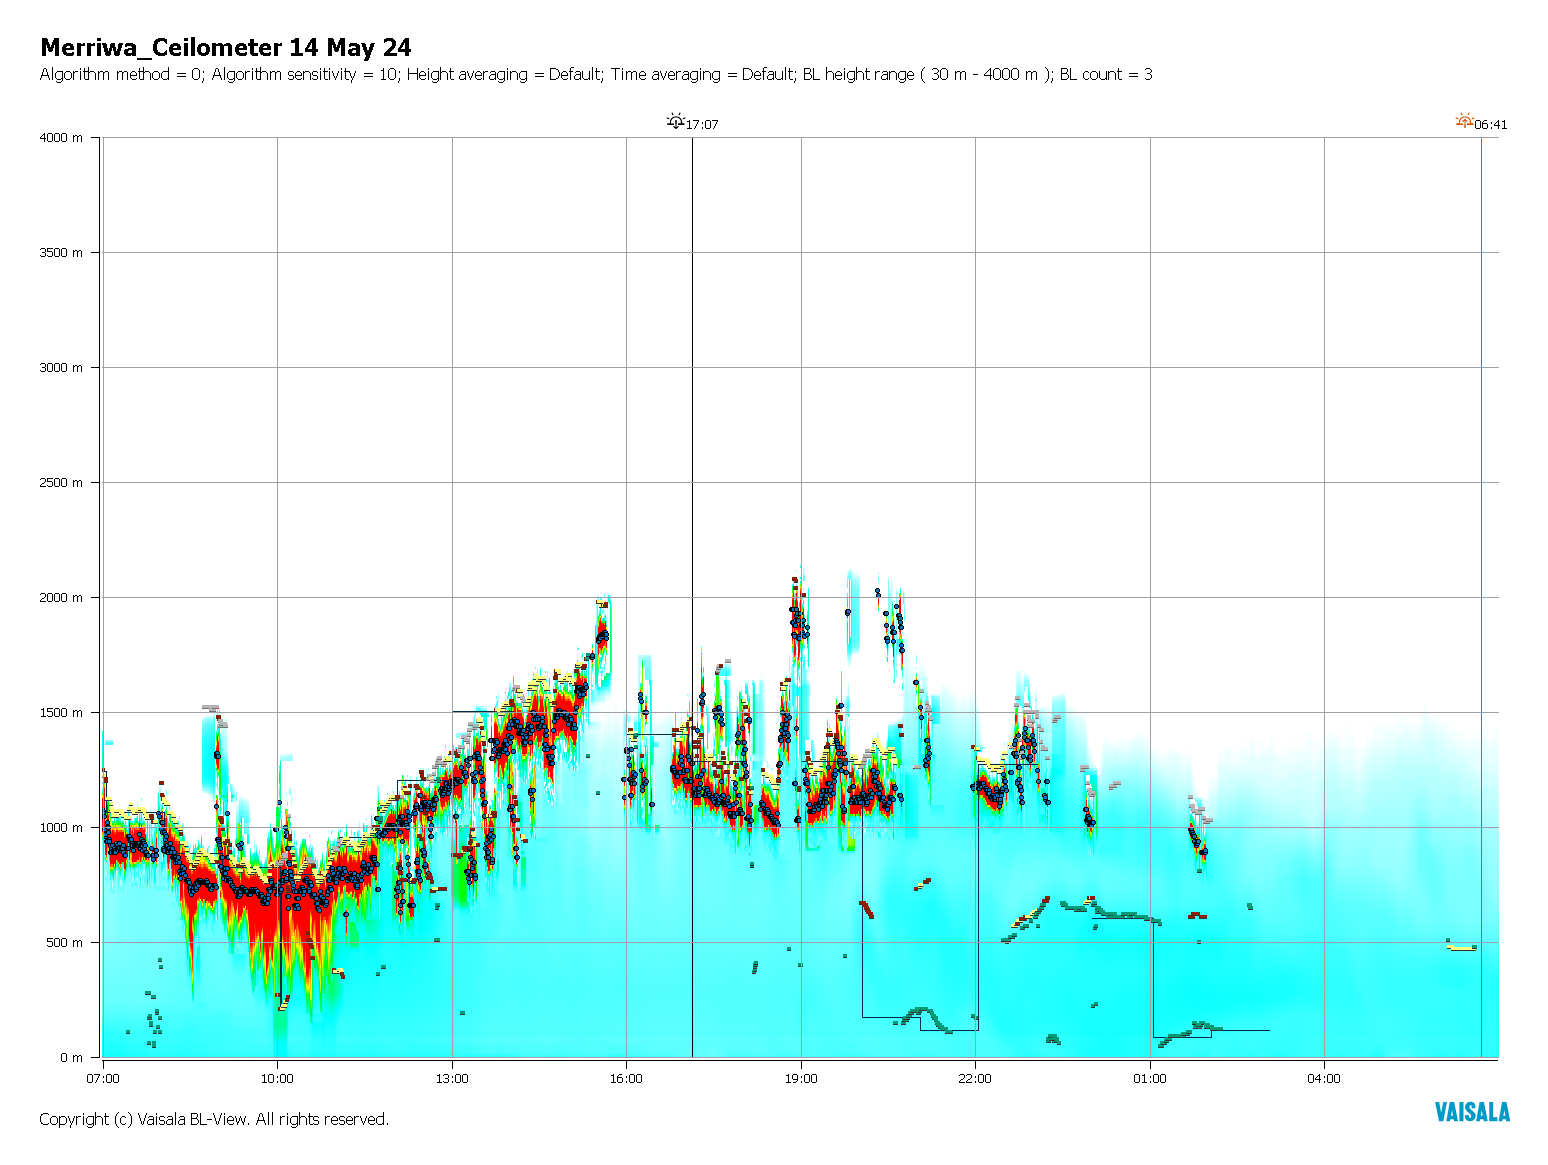 Merriwa_Ceilometer 14 May 24
Algorithm method = 0; Algorithm sensitivity = 10; Height averaging = Default; Time averaging = Default; BL height range ( 30 m - 4000 m ); BL count = 3
17:07
06:41
4000 m
3500 m
3000 m
2500 m
2000 m
1500 m
1000 m
500 m
0 m
07:00
10:00
13:00
16:00
19:00
22:00
01:00
04:00
Copyright (c) Vaisala BL-View. All rights reserved.
VAISALA